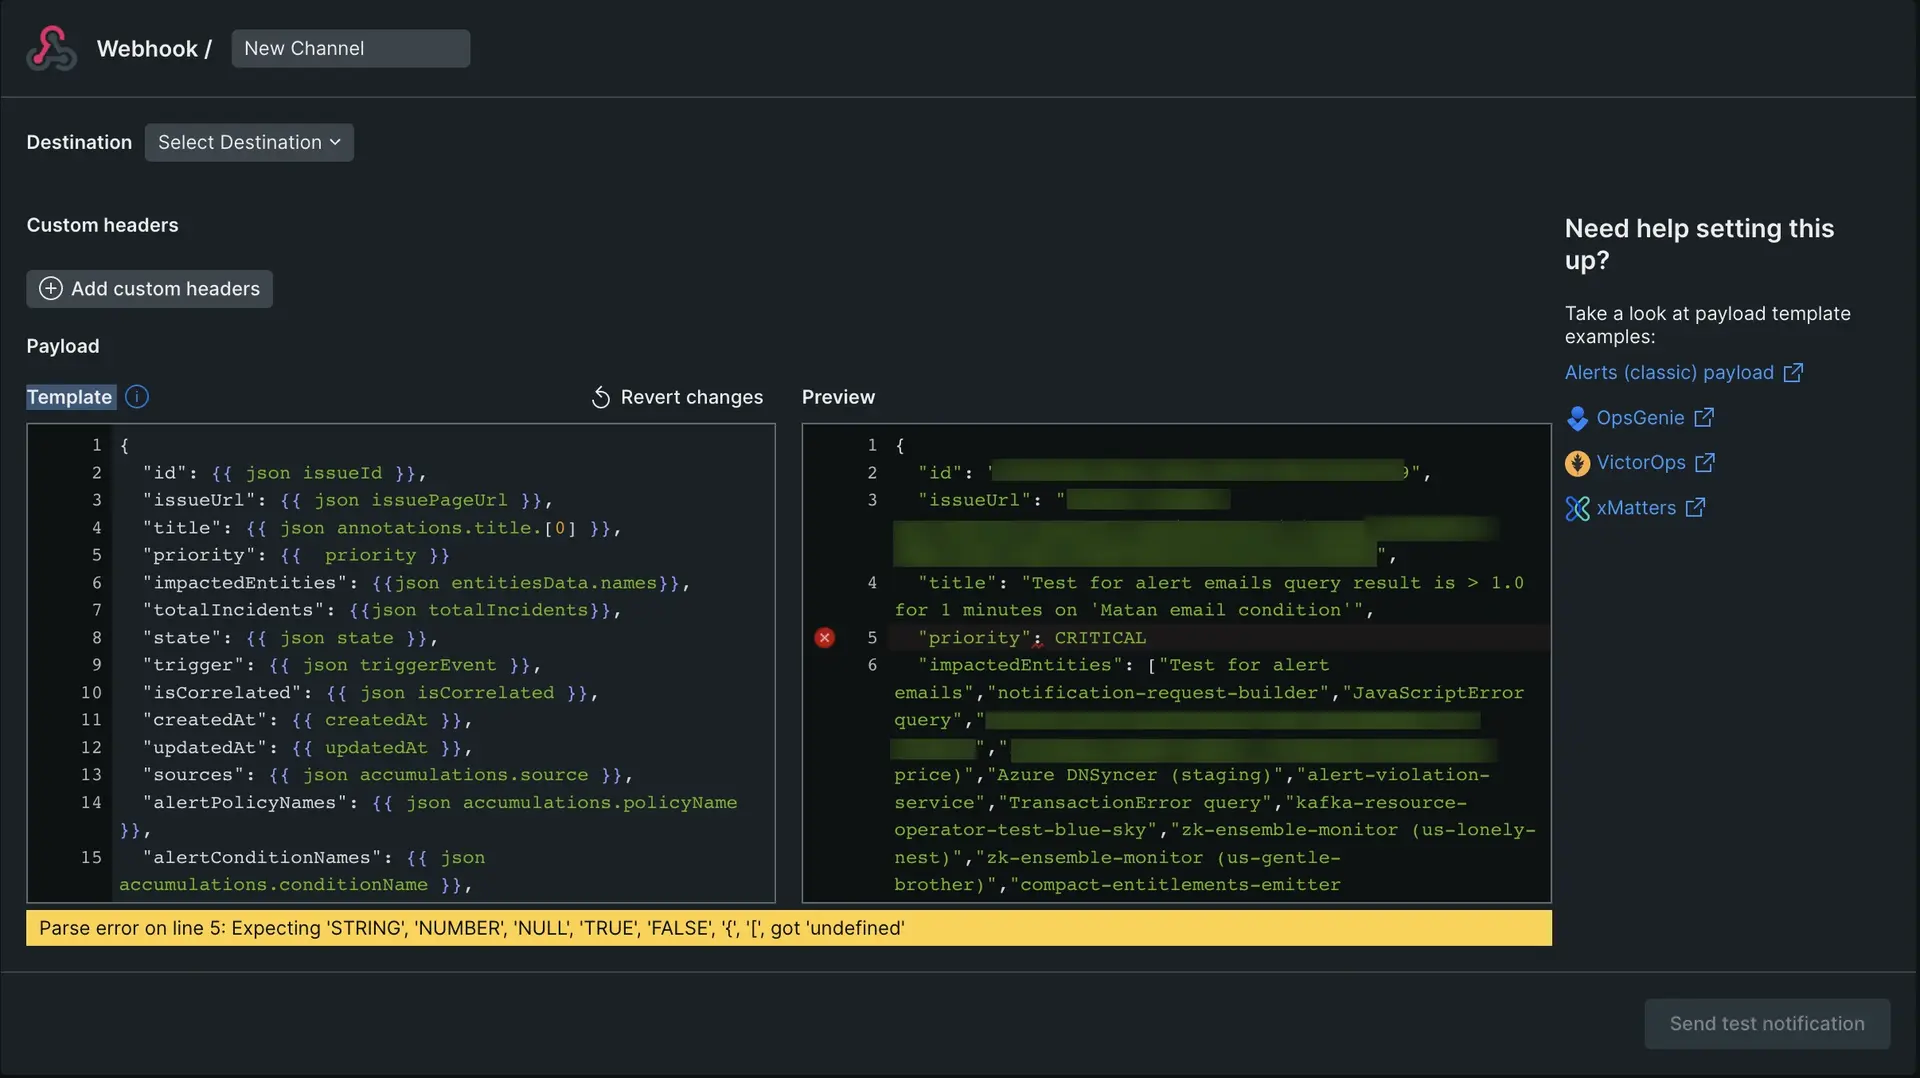 Webhook / New Channel
Destination Select Destination
Custom headers
Add custom headers
Payload
Template Revert changes
1 {
2 "id": {{ json issueId }},
3 "issueUrl": {{ json issuePageUrl }},
4 "title": {{ json annotations.title.[0] }},
5 "priority": {{  priority }}
6 "impactedEntities": {{json entitiesData.names}},
7 "totalIncidents": {{json totalIncidents}},
8 "state": {{ json state }},
9 "trigger": {{ json triggerEvent }},
10 "isCorrelated": {{ json isCorrelated }},
11 "createdAt": {{ createdAt }},
12 "updatedAt": {{ updatedAt }},
13 "sources": {{ json accumulations.source }},
14 "alertPolicyNames": {{ json accumulations.policyName
}},
15 "alertConditionNames": {{ json
accumulations.conditionName }},
Preview
1 {
2 "id": " 9",
3 "issueUrl": "
",
4 "title": "Test for alert emails query result is > 1.0
for 1 minutes on 'Matan email condition'",
5 "priority": CRITICAL
6 "impactedEntities": ["Test for alert
emails","notification-request-builder","JavaScriptError
query","
","
price)","Azure DNSyncer (staging)","alert-violation-
service","TransactionError query","kafka-resource-
operator-test-blue-sky","zk-ensemble-monitor (us-lonely-
nest)","zk-ensemble-monitor (us-gentle-
brother)","compact-entitlements-emitter
Parse error on line 5: Expecting 'STRING', 'NUMBER', 'NULL', 'TRUE', 'FALSE', '{', '[', got 'undefined'
Need help setting this
up?
Take a look at payload template
examples:
Alerts (classic) payload
OpsGenie
VictorOps
xMatters
Send test notification